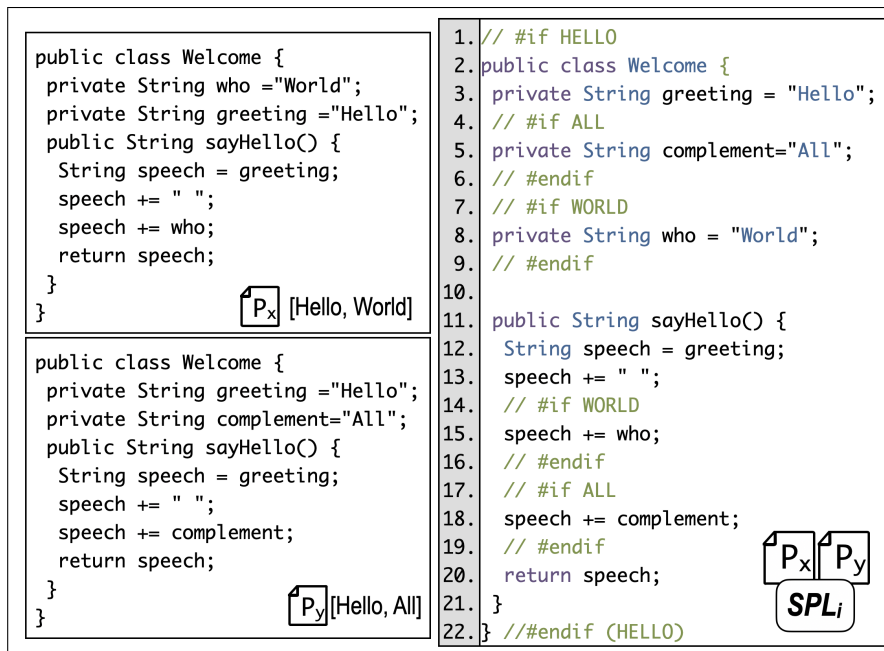 public class Welcome {
private String who ="World";
private String greeting ="Hello";
public String sayHello() {
String speech = greeting;
speech += " ";
speech += who;
return speech;
}
}
Px [Hello, World]
public class Welcome {
private String greeting ="Hello";
private String complement="All";
public String sayHello() {
String speech = greeting;
speech += " ";
speech += complement;
return speech;
}
}
Py [Hello, All]
1. // #if HELLO
2. public class Welcome {
3. private String greeting = "Hello";
4. // #if ALL
5. private String complement="All";
6. // #endif
7. // #if WORLD
8. private String who = "World";
9. // #endif
10.
11. public String sayHello() {
12. String speech = greeting;
13. speech += " ";
14. // #if WORLD
15. speech += who;
16. // #endif
17. // #if ALL
18. speech += complement;
19. // #endif
20. return speech;
21. }
22. } //#endif (HELLO)
Px Py
SPLi